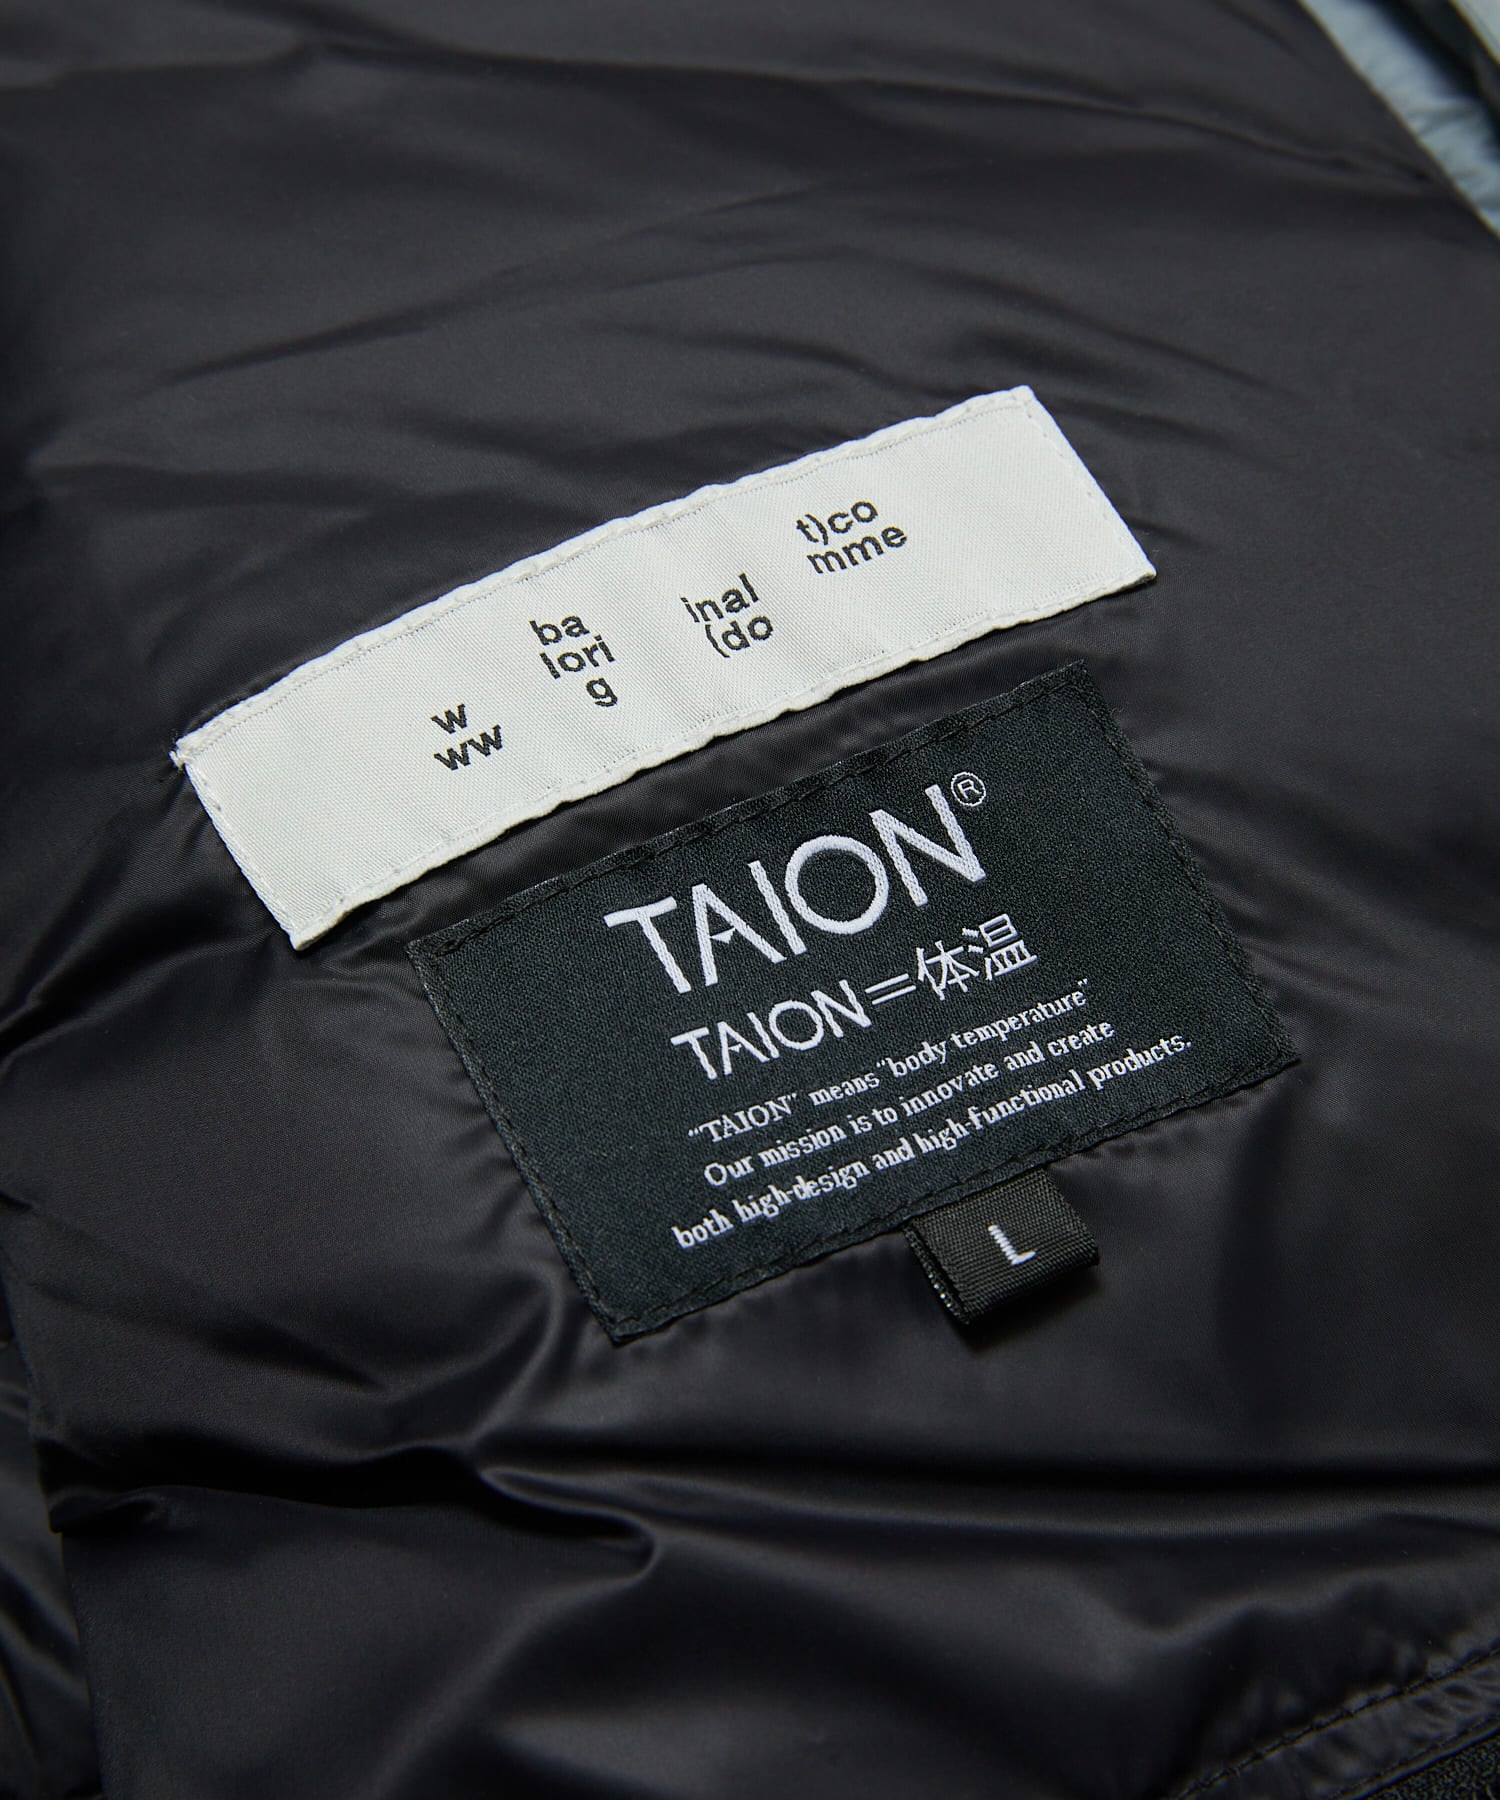 w
ww
ba
lori
g
inal
(do
t)co
mme
TAION®
TAION=体温
"TAION" means "body temperature"
Our mission is to innovate and create
both high-design and high-functional products.
L